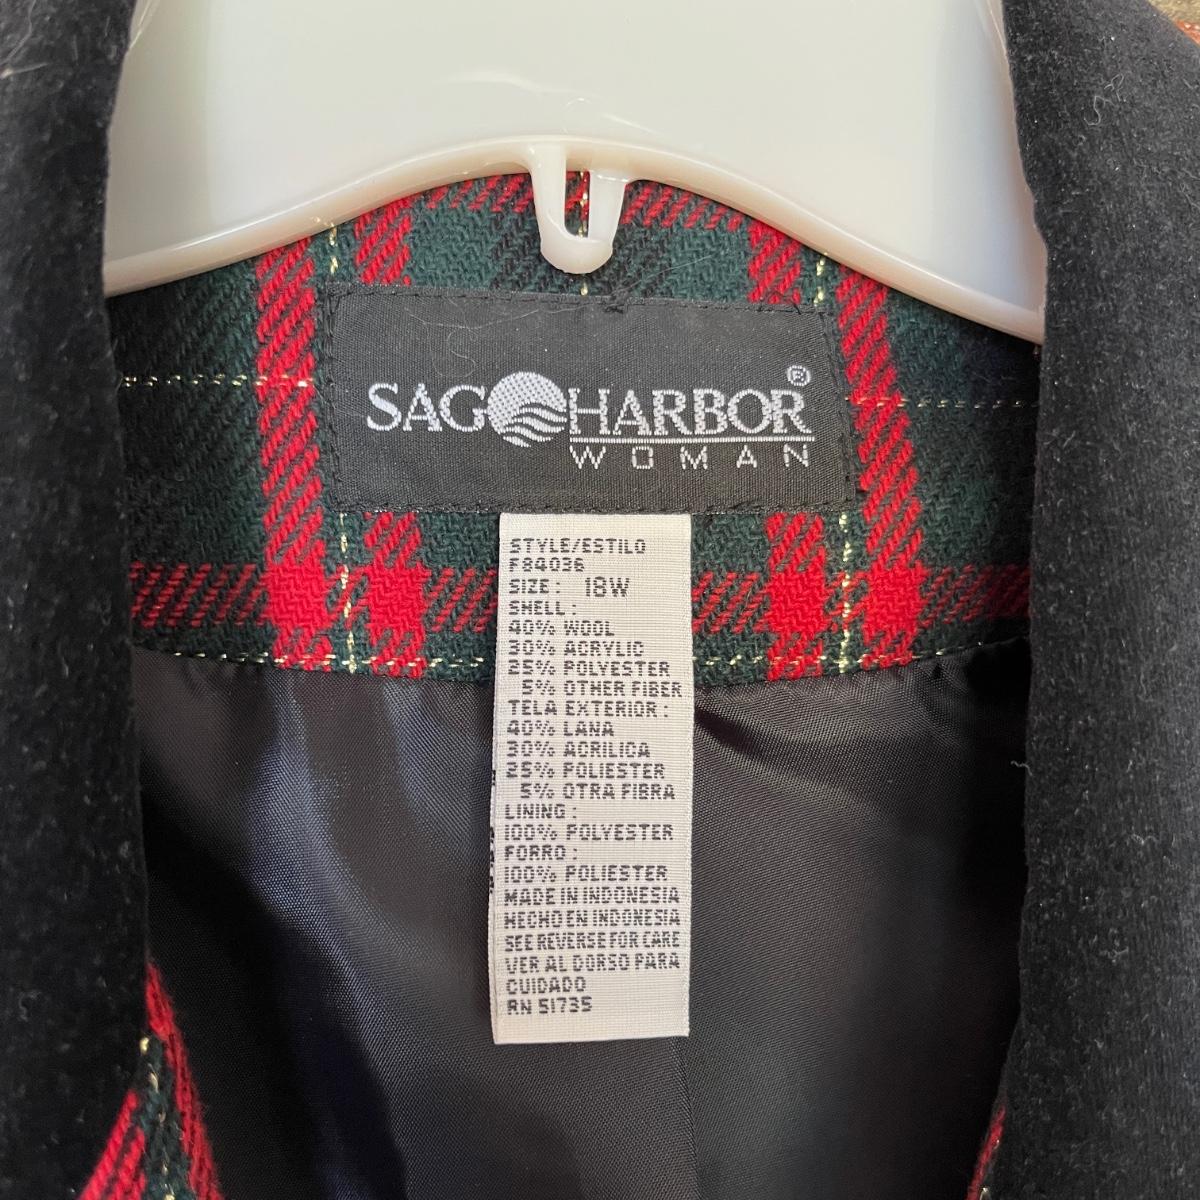 SAG HARBOR®
WOMAN
STYLE/ESTILO
F84036
SIZE: 18W
SHELL:
40% WOOL
30% ACRYLIC
25% POLYESTER
5% OTHER FIBER
TELA EXTERIOR:
40% LANA
30% ACRILICA
25% POLIESTER
5% OTRA FIBRA
LINING:
100% POLYESTER
FORRO:
100% POLIESTER
MADE IN INDONESIA
HECHO EN INDONESIA
SEE REVERSE FOR CARE
VER AL DORSO PARA
CUIDADO
RN 51735